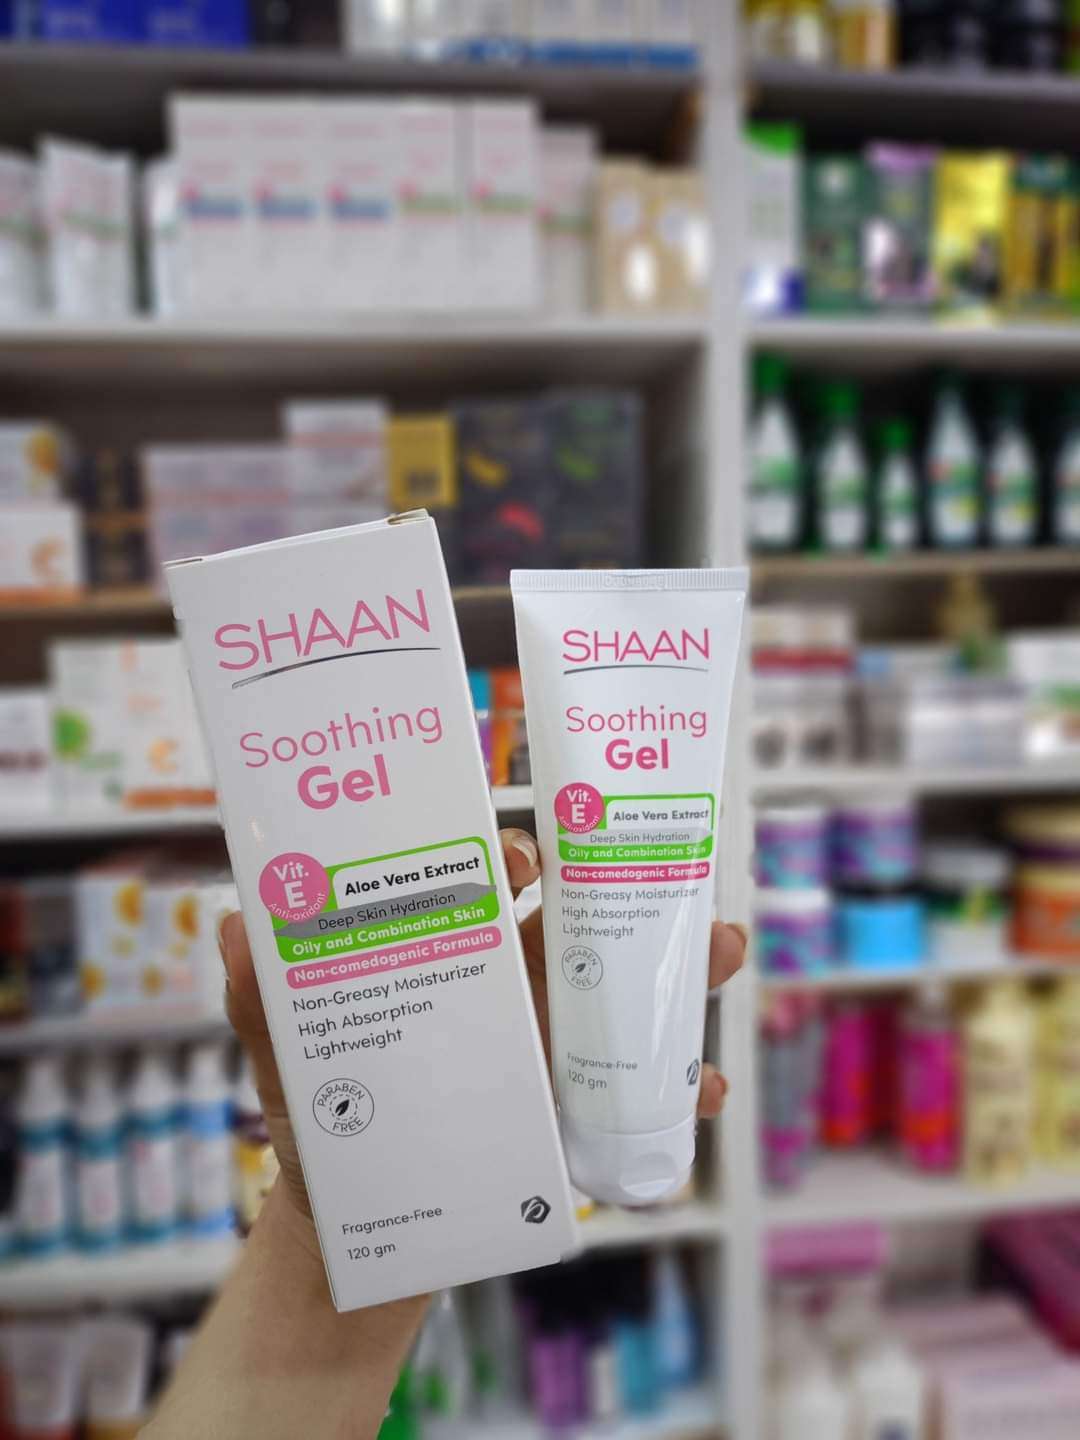 SHAAN
Soothing
Gel
Vit.
E
Anti-oxidant
Aloe Vera Extract
Deep Skin Hydration
Oily and Combination Skin
Non-comedogenic Formula
Non-Greasy Moisturizer
High Absorption
Lightweight
PARABEN
FREE
Fragrance-Free
120 gm
SHAAN
Soothing
Gel
Vit.
E
Anti-oxidant
Aloe Vera Extract
Deep Skin Hydration
Oily and Combination Skin
Non-comedogenic Formula
Non-Greasy Moisturizer
High Absorption
Lightweight
PARABEN
FREE
Fragrance-Free
120 gm